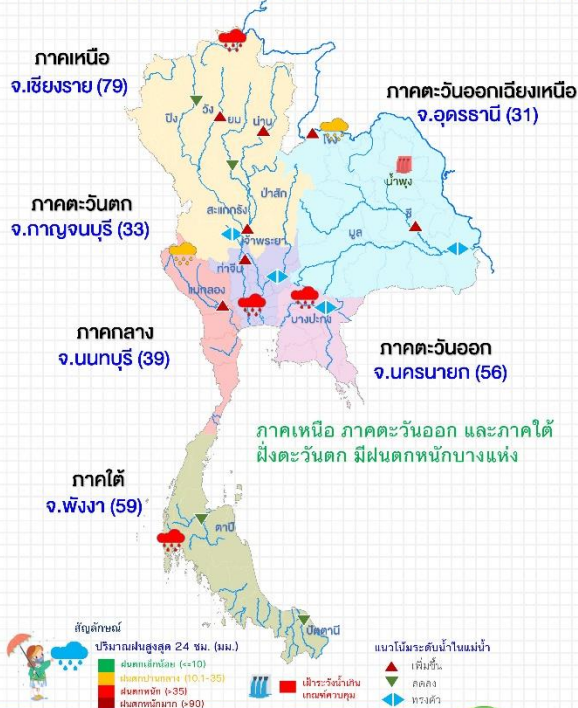 ภาคเหนือ
จ.เชียงราย (79)
ภาคตะวันออกเฉียงเหนือ
จ.อุดรธานี (31)
วัง
ปิง
ยม
น่าน
โขง
น้ำพุง
ป่าสัก
ภาคตะวันตก
จ.กาญจนบุรี (33)
สะแกกรัง
ชี
มูล
เจ้าพระยา
ท่าจีน
แม่กลอง
บางปะกง
ภาคกลาง
จ.นนทบุรี (39)
ภาคตะวันออก
จ.นครนายก (56)
ภาคเหนือ ภาคตะวันออก และภาคใต้
ฝั่งตะวันตก มีฝนตกหนักบางแห่ง
ภาคใต้
จ.พังงา (59)
ตาปี
ปัตตานี
สัญลักษณ์
ปริมาณฝนสูงสุด 24 ชม. (มม.)
ฝนตกเล็กน้อย (<=10)
ฝนตกปานกลาง (10.1-35)
ฝนตกหนัก (>35)
ฝนตกหนักมาก (>90)
เฝ้าระวังน้ำเกิน
เกณฑ์ควบคุม
แนวโน้มระดับน้ำในแม่น้ำ
เพิ่มขึ้น
ลดลง
ทรงตัว